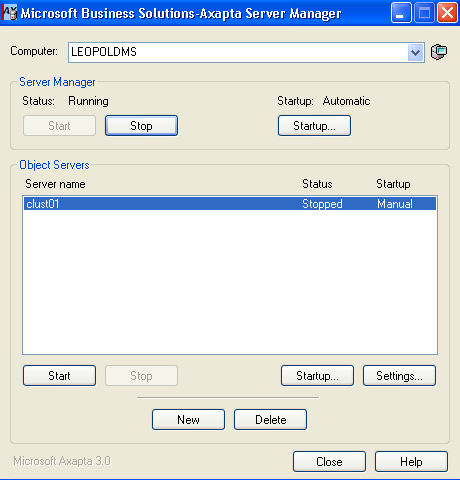 Microsoft Business Solutions-Axapta Server Manager
Computer: LEOPOLDMS
Server Manager
Status: Running Startup: Automatic
Start Stop Startup...
Object Servers
Server name Status Startup
clust01 Stopped Manual
Start Stop Startup... Settings...
New Delete
Microsoft Axapta 3.0 Close Help